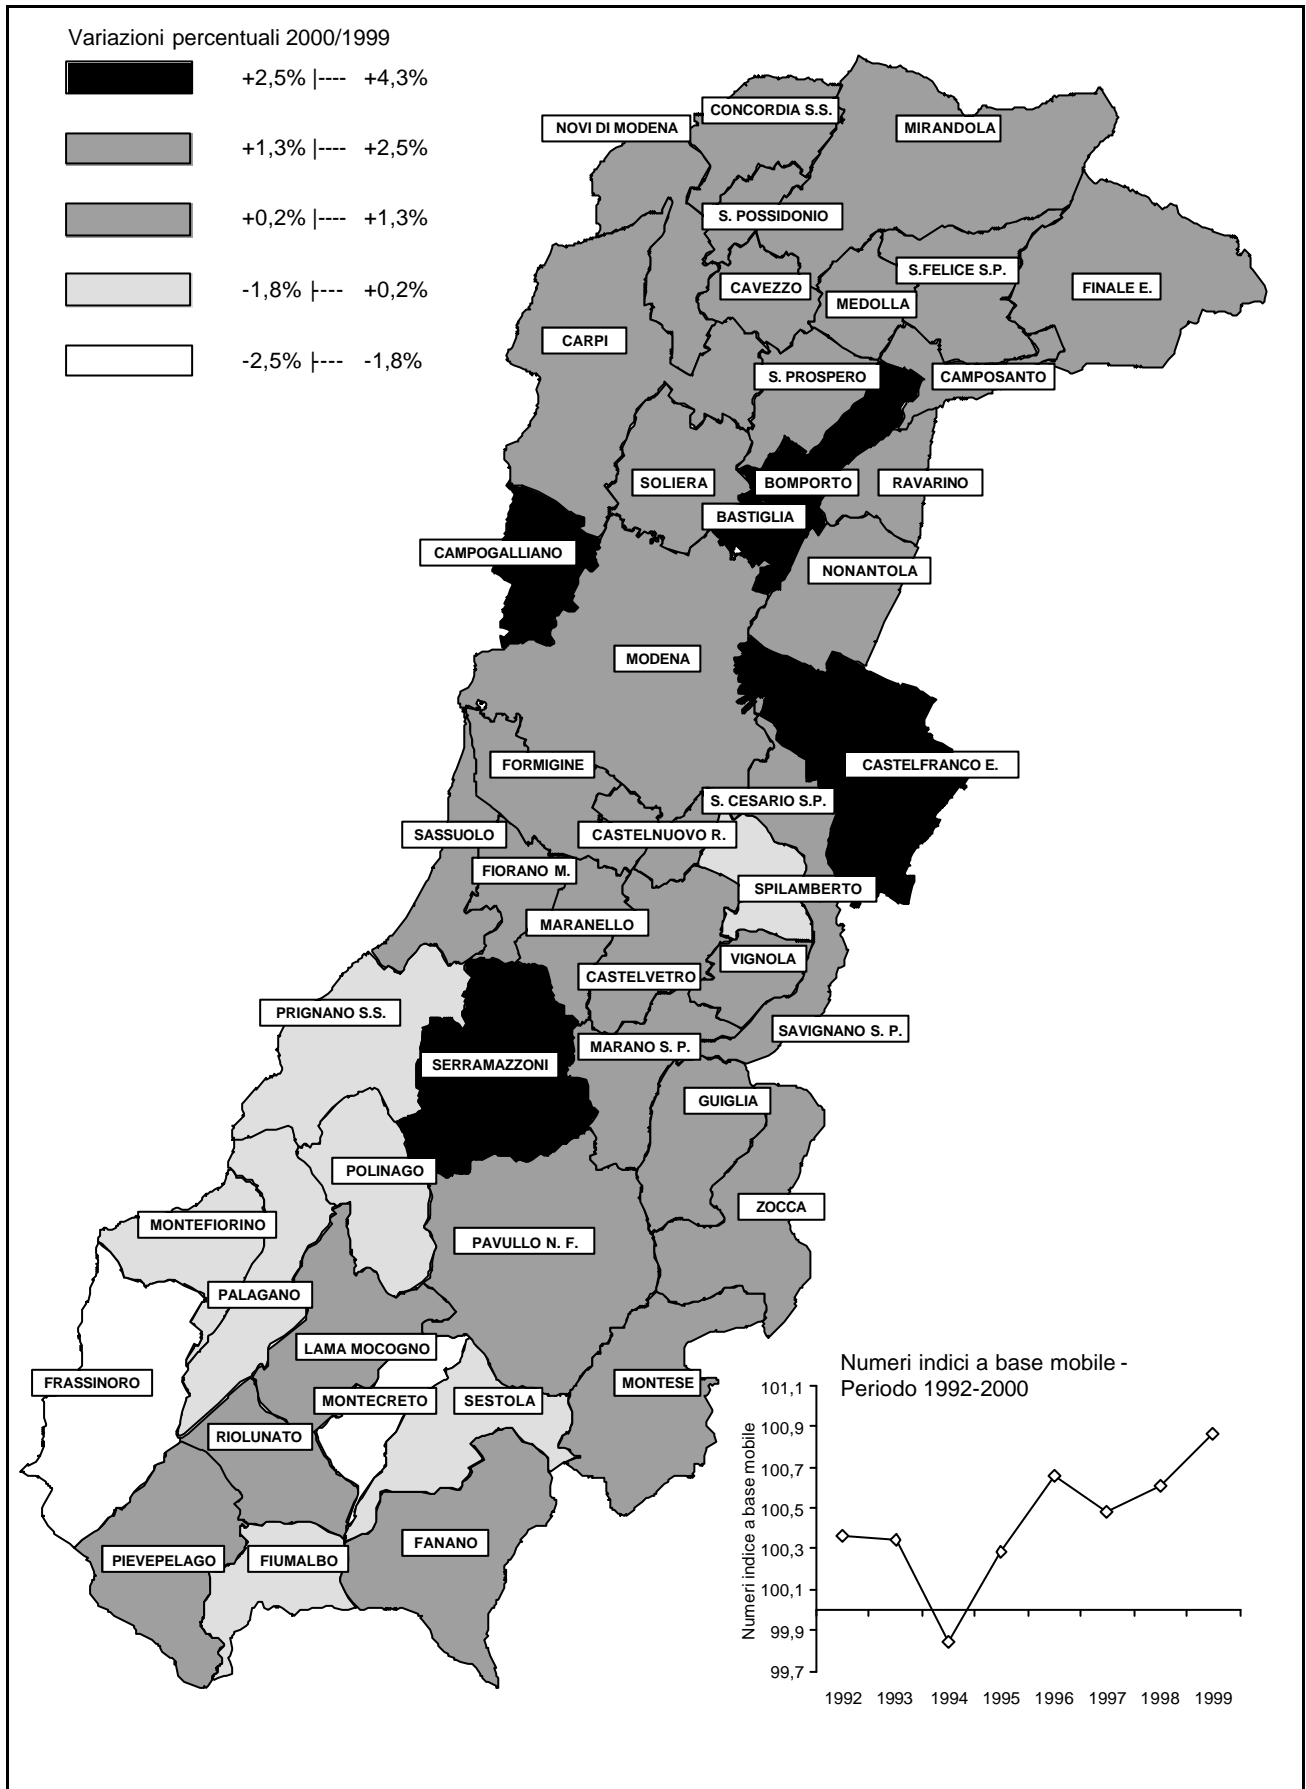 Variazioni percentuali 2000/1999
+2,5% |---- +4,3%
+1,3% |---- +2,5%
+0,2% |---- +1,3%
-1,8% |---- +0,2%
-2,5% |---- -1,8%
CONCORDIA S.S.
NOVI DI MODENA
MIRANDOLA
S. POSSIDONIO
S.FELICE S.P.
CAVEZZO
FINALE E.
MEDOLLA
CARPI
S. PROSPERO
CAMPOSANTO
SOLIERA
BOMPORTO
RAVARINO
BASTIGLIA
CAMPOGALLIANO
NONANTOLA
MODENA
FORMIGINE
CASTELFRANCO E.
S. CESARIO S.P.
SASSUOLO
CASTELNUOVO R.
FIORANO M.
SPILAMBERTO
MARANELLO
VIGNOLA
CASTELVETRO
PRIGNANO S.S.
SAVIGNANO S. P.
MARANO S. P.
SERRAMAZZONI
GUIGLIA
POLINAGO
ZOCCA
MONTEFIORINO
PAVULLO N. F.
PALAGANO
LAMA MOCOGNO
FRASSINORO
MONTESE
MONTECRETO
SESTOLA
RIOLUNATO
FANANO
PIEVEPELAGO
FIUMALBO
Numeri indici a base mobile -
Periodo 1992-2000
Numeri indice a base mobile
101,1
100,9
100,7
100,5
100,3
100,1
99,9
99,7
1992 1993 1994 1995 1996 1997 1998 1999